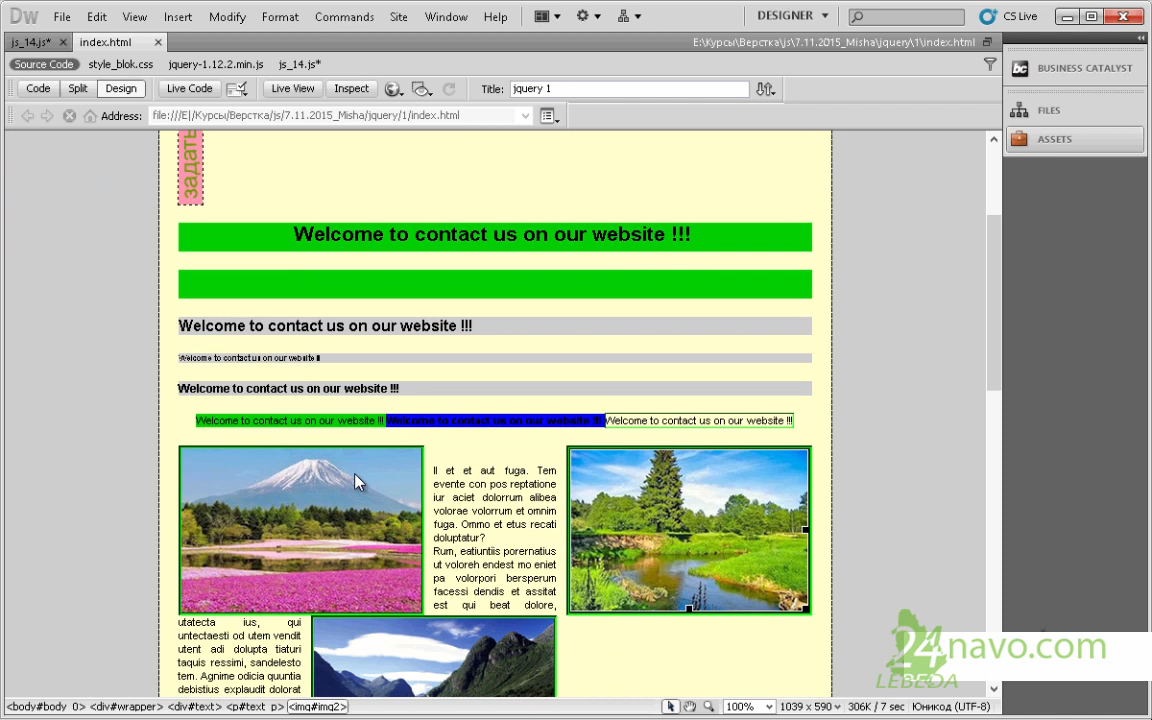 Dw File Edit View Insert Modify Format Commands Site Window Help DESIGNER CS Live
js_14.js* index.html E:\Курсы\Верстка\js\7.11.2015_Misha\jquery\1\index.html
Source Code style_blok.css jquery-1.12.2.min.js js_14.js*
Code Split Design Live Code Live View Inspect Title: jquery 1
Address: file:///E|/Курсы/Верстка/js/7.11.2015_Misha/jquery/1/index.html
BUSINESS CATALYST
FILES
ASSETS
задать
Welcome to contact us on our website !!!
Welcome to contact us on our website !!!
Welcome to contact us on our website !!!
Welcome to contact us on our website !!!
Welcome to contact us on our website !!! Welcome to contact us on our website !!! Welcome to contact us on our website !!!
Il et et aut fuga. Tem
evente con pos reptatione
iur aciet dolorrum alibea
volorae volorrum et omnim
fuga. Ommo et etus recati
doluptatur?
Rum, eatiuntiis porernatius
ut voloreh endest mo eniet
pa volorpori bersperum
facessi dendis et assitat
est qui beat dolore,
utatecta ius, qui
untectaesti od utem vendit
utent adi dolupta tiaturi
taquis ressimi, sandelesto
tem. Agnime odicia quuntia
debistius explaudit dolorat
24navo.com
LEBEDA
<body#body_0> <div#wrapper> <div#text> <p#text_p> <img#img2> 100% 1039 x 590 306K / 7 sec Юникод (UTF-8)